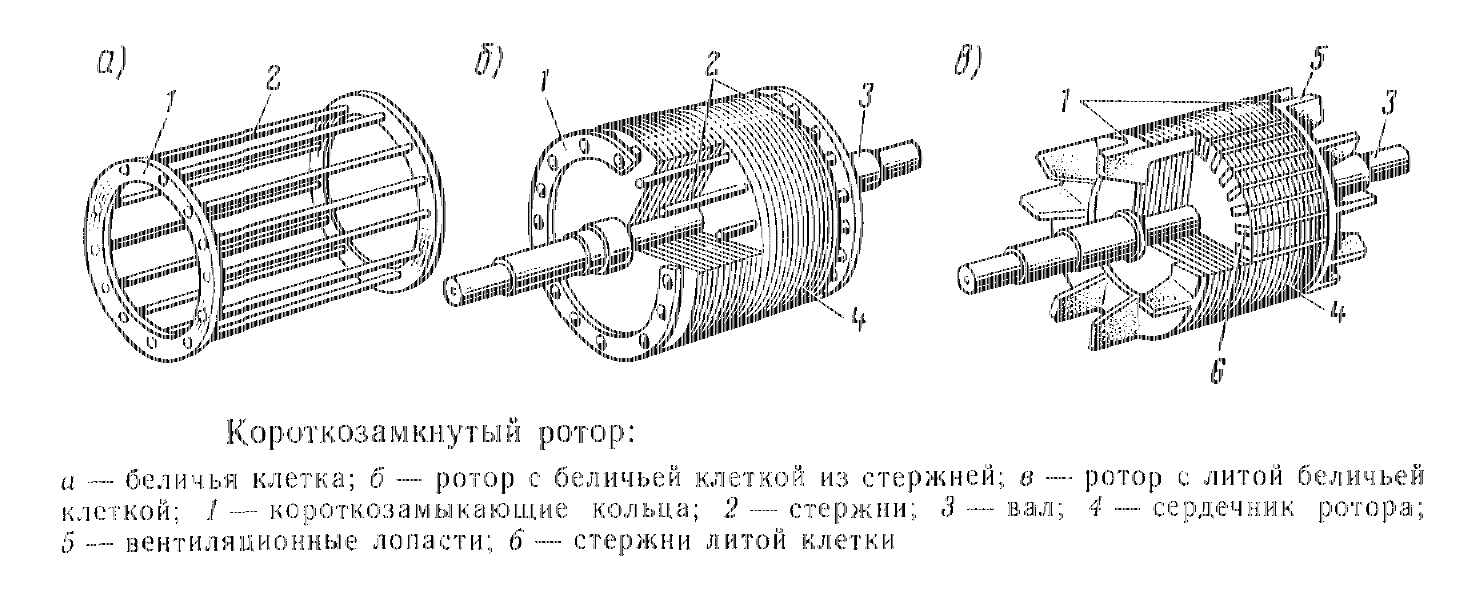 а) 1 2 б) 1 2 3 4 в) 1 5 3 4 6
Короткозамкнутый ротор:
а — беличья клетка; б — ротор с беличьей клеткой из стержней; в — ротор с литой беличьей
клеткой; 1 — короткозамыкающие кольца; 2 — стержни; 3 — вал; 4 — сердечник ротора;
5 — вентиляционные лопасти; 6 — стержни литой клетки